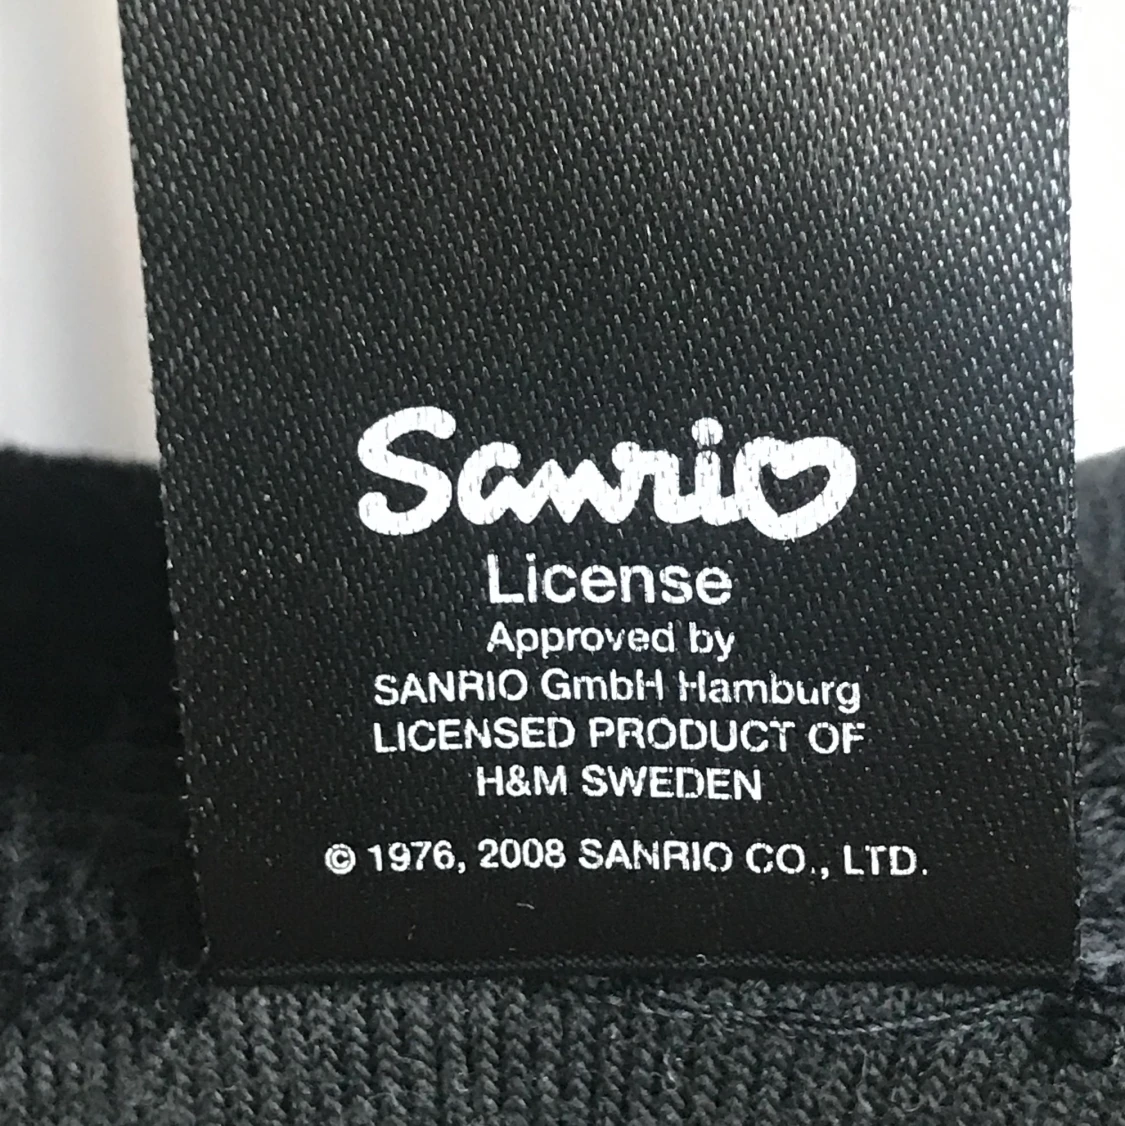 Sanrio
License
Approved by
SANRIO GmbH Hamburg
LICENSED PRODUCT OF
H&M SWEDEN
© 1976, 2008 SANRIO CO., LTD.